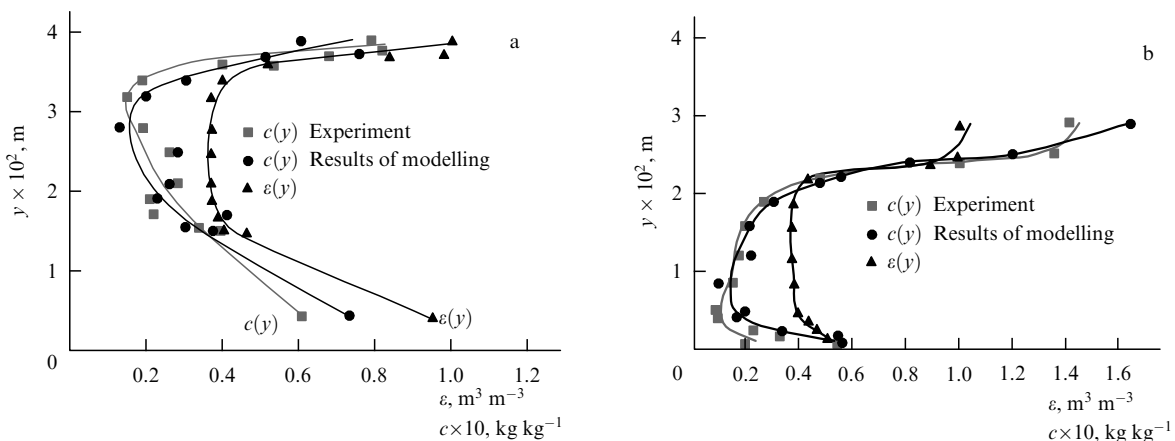 a
4
3
2
1
0
y × 10², m
c(y) Experiment
c(y) Results of modelling
ε(y)
c(y)
ε(y)
0.2 0.4 0.6 0.8 1.0 1.2
ε, m³ m⁻³
c×10, kg kg⁻¹
b
4
3
2
1
0
y × 10², m
c(y) Experiment
c(y) Results of modelling
ε(y)
0.2 0.4 0.6 0.8 1.0 1.2 1.4 1.6
ε, m³ m⁻³
c×10, kg kg⁻¹